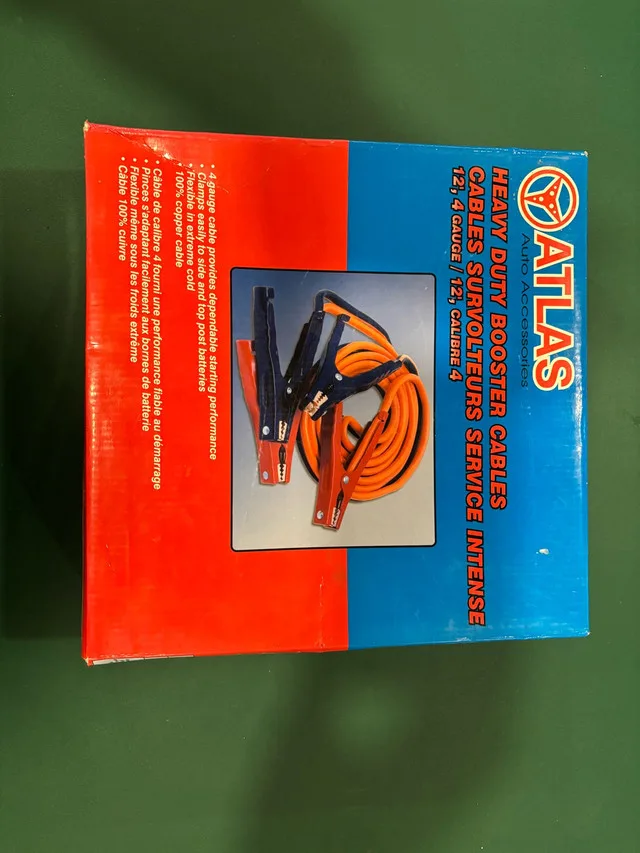 ATLAS
Auto Accessories
HEAVY DUTY BOOSTER CABLES
CABLES SURVOLTEURS SERVICE INTENSE
12', 4 GAUGE / 12', CALIBRE 4
• 4 gauge cable provides dependable starting performance
• Clamps easily to side and top post batteries
• Flexible in extreme cold
• 100% copper cable
• Câble de calibre 4 fourni une performance fiable au démarrage
• Pinces s'adaptant facilement aux bornes de batterie
• Flexible même sous les froids extrême
• Câble 100% cuivre